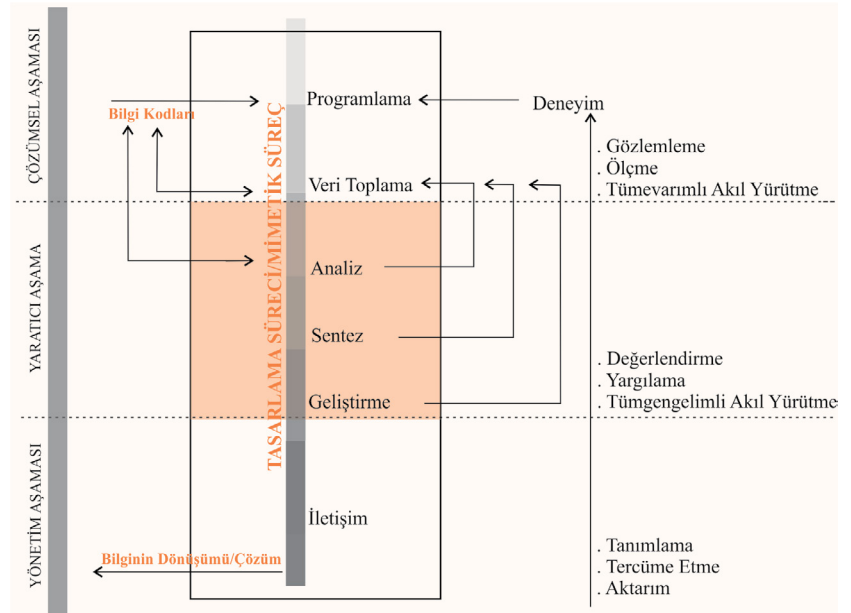 ÇÖZÜMSEL AŞAMASI
Bilgi Kodları
Programlama
Deneyim
. Gözlemleme
. Ölçme
. Tümevarımlı Akıl Yürütme
Veri Toplama
TASARLAMA SÜRECİ/MİMETİK SÜREÇ
YARATICI AŞAMA
Analiz
Sentez
Geliştirme
. Değerlendirme
. Yargılama
. Tümgengelimli Akıl Yürütme
YÖNETİM AŞAMASI
İletişim
Bilginin Dönüşümü/Çözüm
. Tanımlama
. Tercüme Etme
. Aktarım